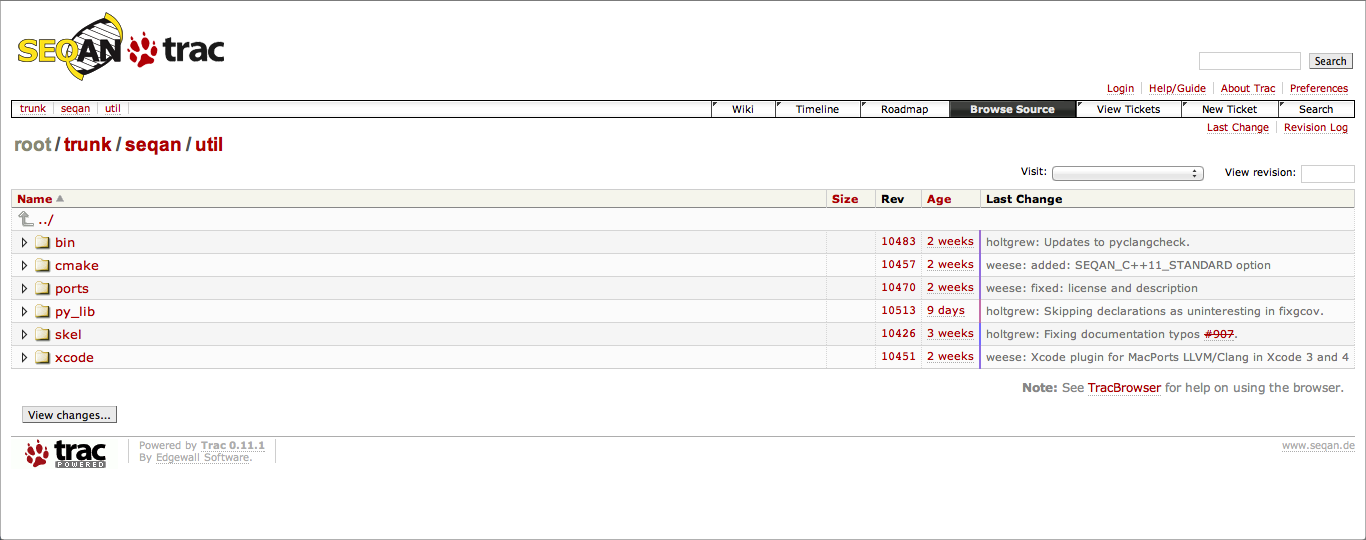 SEQAN trac
Search
Login Help/Guide About Trac Preferences
trunk seqan util Wiki Timeline Roadmap Browse Source View Tickets New Ticket Search
Last Change Revision Log
root / trunk / seqan / util
Visit: View revision:
Name Size Rev Age Last Change
../
bin 10483 2 weeks holtgrew: Updates to pyclangcheck.
cmake 10457 2 weeks weese: added: SEQAN_C++11_STANDARD option
ports 10470 2 weeks weese: fixed: license and description
py_lib 10513 9 days holtgrew: Skipping declarations as uninteresting in fixgcov.
skel 10426 3 weeks holtgrew: Fixing documentation typos #907.
xcode 10451 2 weeks weese: Xcode plugin for MacPorts LLVM/Clang in Xcode 3 and 4
Note: See TracBrowser for help on using the browser.
View changes...
trac POWERED
Powered by Trac 0.11.1
By Edgewall Software.
www.seqan.de